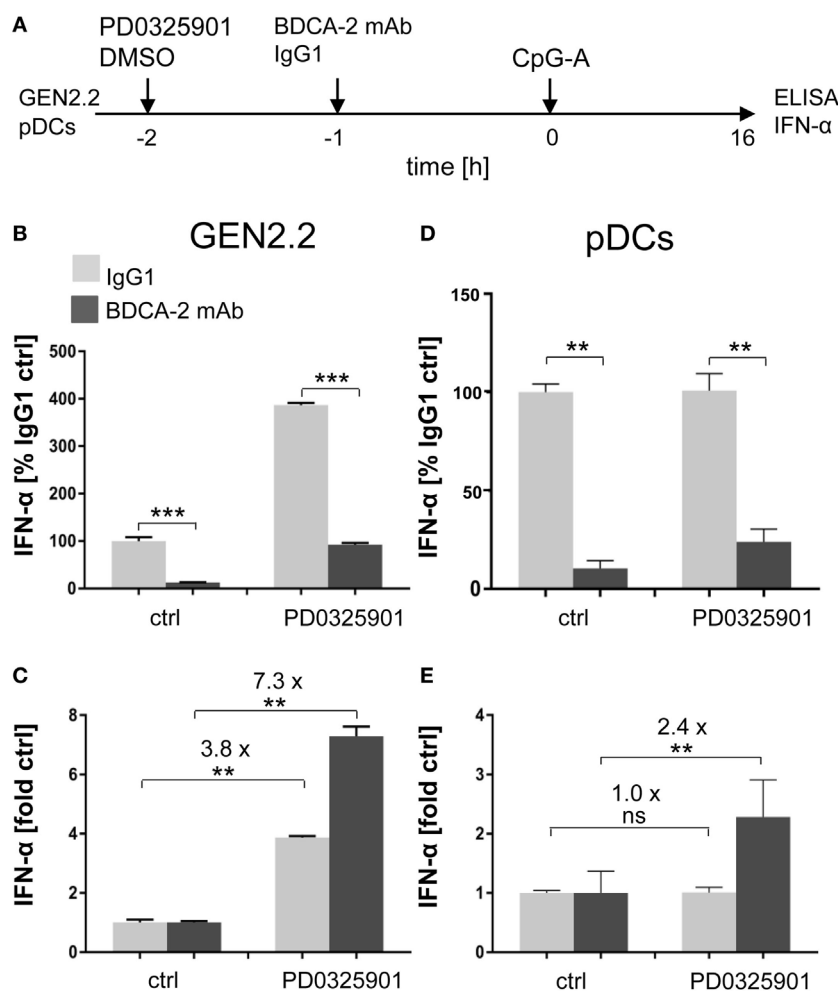 A
PD0325901
DMSO
BDCA-2 mAb
IgG1
CpG-A
GEN2.2
pDCs
ELISA
IFN-α
-2
-1
0
16
time [h]
B
GEN2.2
IgG1
BDCA-2 mAb
IFN-α [% IgG1 ctrl]
500
400
300
200
100
0
***
***
ctrl
PD0325901
D
pDCs
IFN-α [% IgG1 ctrl]
150
100
50
0
**
**
ctrl
PD0325901
C
IFN-α [fold ctrl]
8
6
4
2
0
7.3 x
**
3.8 x
**
ctrl
PD0325901
E
IFN-α [fold ctrl]
4
3
2
1
0
2.4 x
**
1.0 x
ns
ctrl
PD0325901